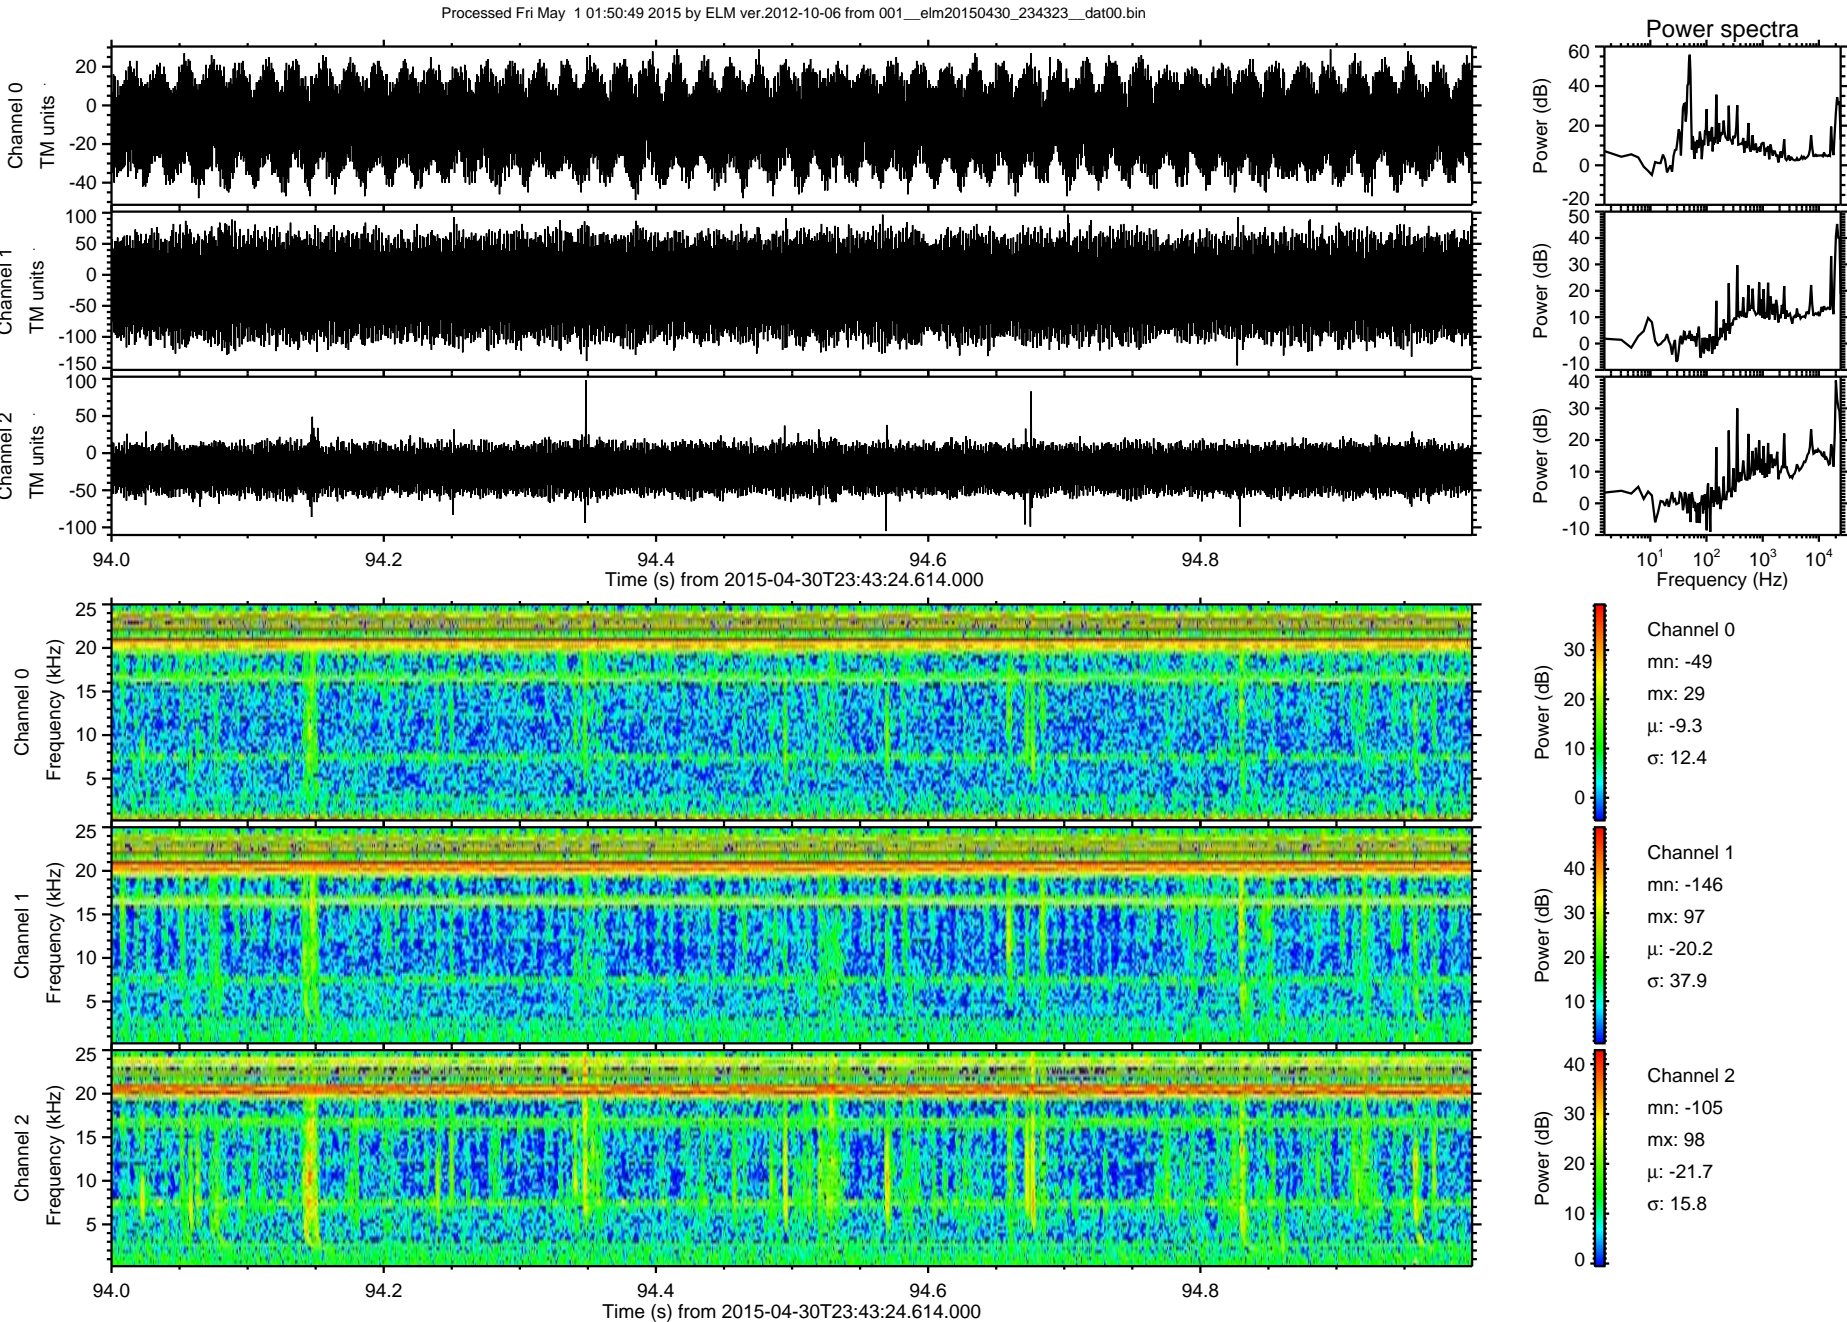 Processed Fri May  1 01:50:49 2015 by ELM ver.2012-10-06 from 001__elm20150430_234323__dat00.bin
Power spectra
Channel 0
TM units
20
0
-20
-40
Power (dB)
60
40
20
0
-20
Channel 1
TM units
100
50
0
-50
-100
-150
Power (dB)
50
40
30
20
10
0
-10
Channel 2
TM units
100
50
0
-50
-100
Power (dB)
40
30
20
10
0
-10
94.0 94.2 94.4 94.6 94.8
Time (s) from 2015-04-30T23:43:24.614.000
10^1 10^2 10^3 10^4
Frequency (Hz)
Channel 0
Frequency (kHz)
25
20
15
10
5
Power (dB)
30
20
10
0
Channel 0
mn: -49
mx: 29
μ: -9.3
σ: 12.4
Channel 1
Frequency (kHz)
25
20
15
10
5
Power (dB)
40
30
20
10
Channel 1
mn: -146
mx: 97
μ: -20.2
σ: 37.9
Channel 2
Frequency (kHz)
25
20
15
10
5
Power (dB)
40
30
20
10
0
Channel 2
mn: -105
mx: 98
μ: -21.7
σ: 15.8
94.0 94.2 94.4 94.6 94.8
Time (s) from 2015-04-30T23:43:24.614.000